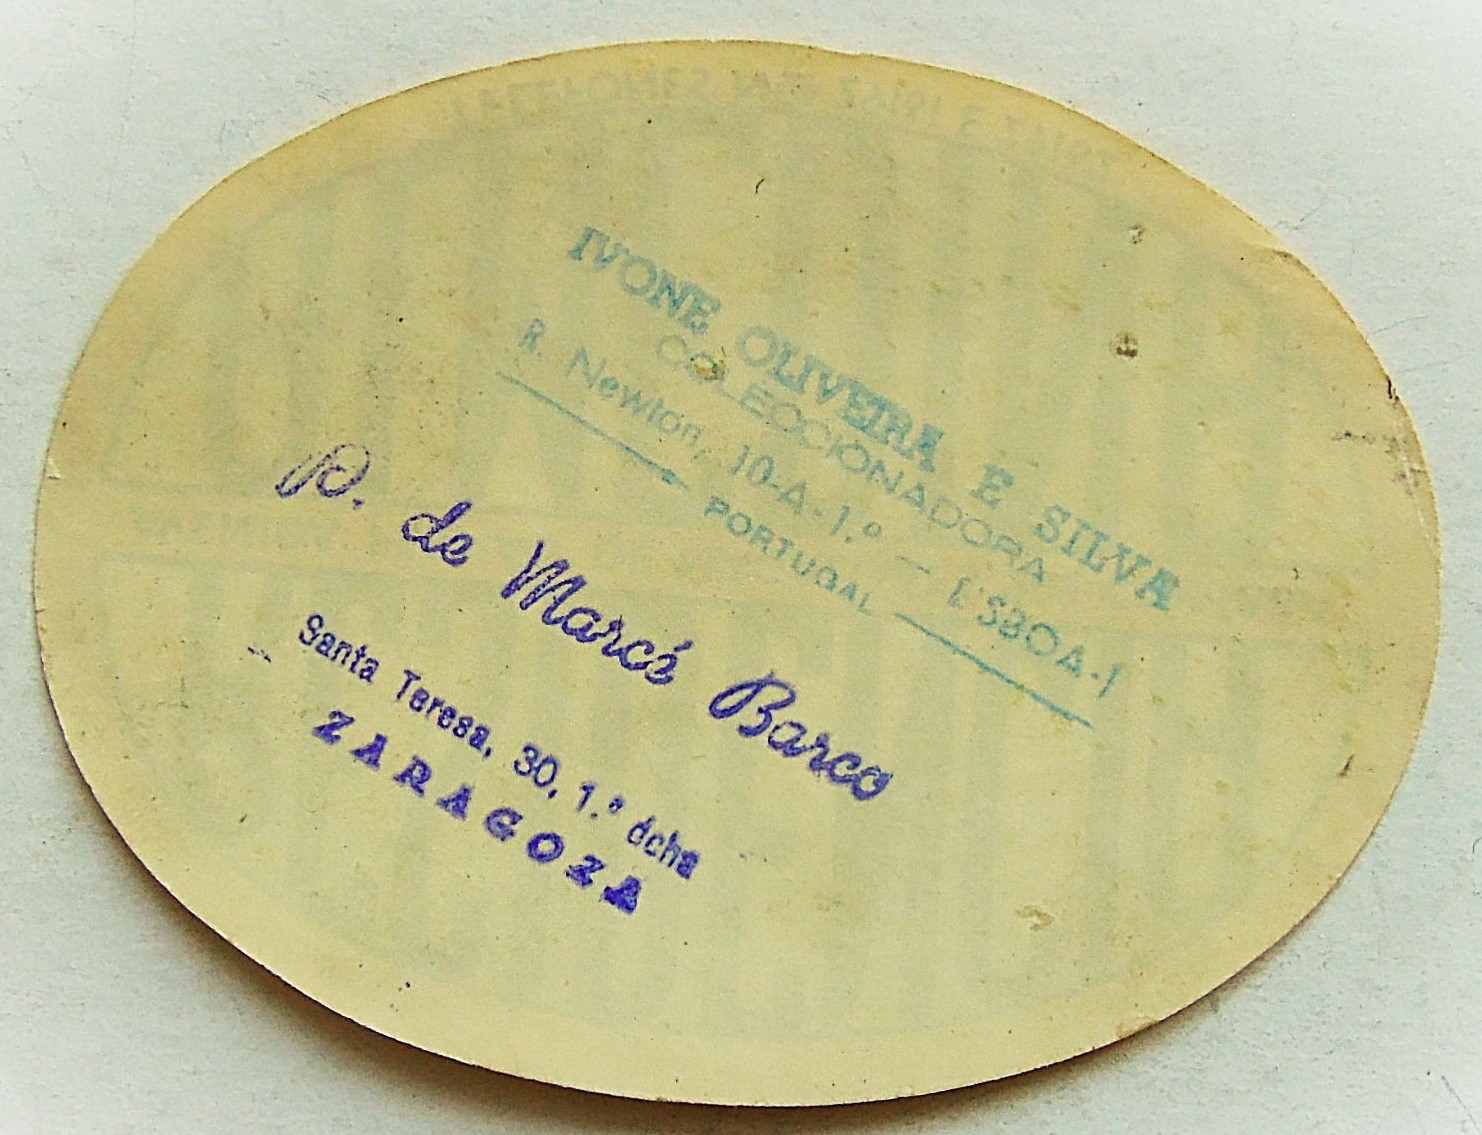 IVONE OLIVEIRA E SILVA
COLECCIONADORA
R. Newton, 10-A-1.º — LISBOA-1
PORTUGAL
P. de Marcé Barco
Santa Teresa, 30, 1.º dcha
ZARAGOZA